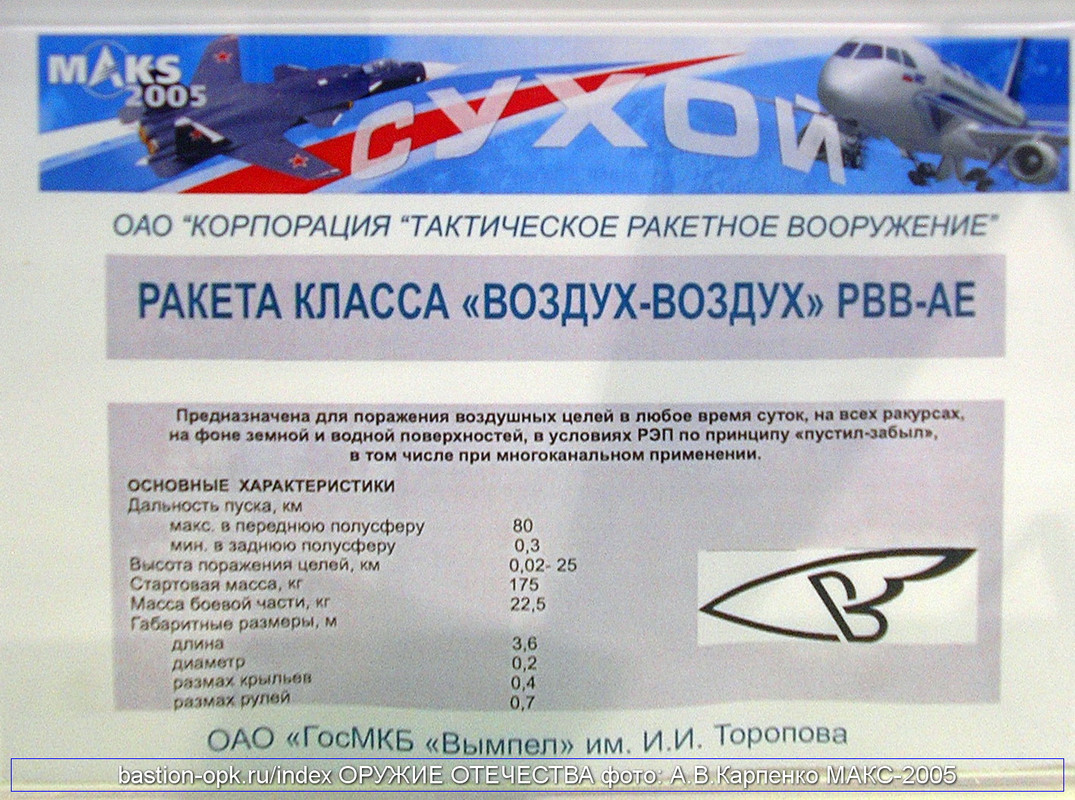 MAKS
2005
СУХОЙ
ОАО “КОРПОРАЦИЯ “ТАКТИЧЕСКОЕ РАКЕТНОЕ ВООРУЖЕНИЕ”
РАКЕТА КЛАССА «ВОЗДУХ-ВОЗДУХ» РВВ-АЕ
Предназначена для поражения воздушных целей в любое время суток, на всех ракурсах,
на фоне земной и водной поверхностей, в условиях РЭП по принципу «пустил-забыл»,
в том числе при многоканальном применении.
ОСНОВНЫЕ ХАРАКТЕРИСТИКИ
Дальность пуска, км
макс. в переднюю полусферу 80
мин. в заднюю полусферу 0,3
Высота поражения целей, км 0,02- 25
Стартовая масса, кг 175
Масса боевой части, кг 22,5
Габаритные размеры, м
длина 3,6
диаметр 0,2
размах крыльев 0,4
размах рулей 0,7
ОАО «ГосМКБ «Вымпел» им. И.И. Торопова
bastion-opk.ru/index ОРУЖИЕ ОТЕЧЕСТВА фото: А.В.Карпенко МАКС-2005